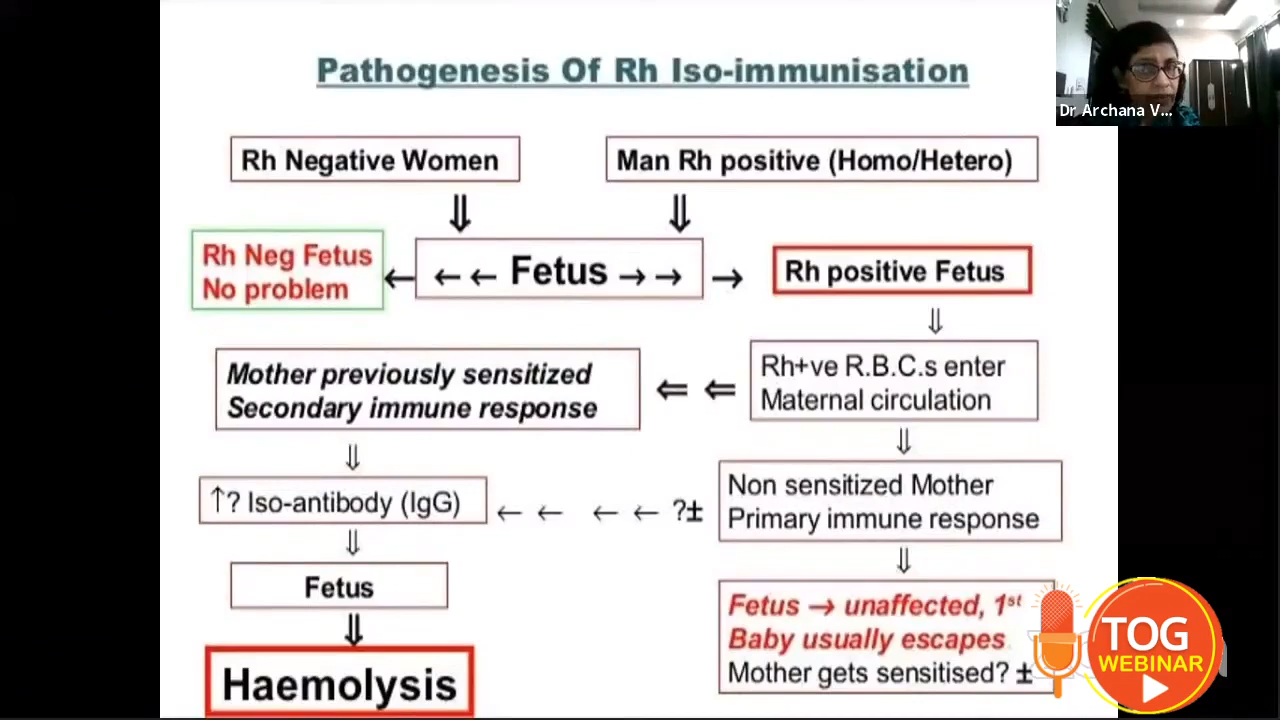 Pathogenesis Of Rh Iso-immunisation
Dr Archana V...
Rh Negative Women
Man Rh positive (Homo/Hetero)
Rh Neg Fetus
No problem
← ← ← Fetus → → →
Rh positive Fetus
Rh+ve R.B.C.s enter
Maternal circulation
Mother previously sensitized
Secondary immune response
Non sensitized Mother
Primary immune response
↑? Iso-antibody (IgG)
← ← ← ← ?±
Fetus
Haemolysis
Fetus → unaffected, 1st
Baby usually escapes.
Mother gets sensitised? ±
TOG
WEBINAR